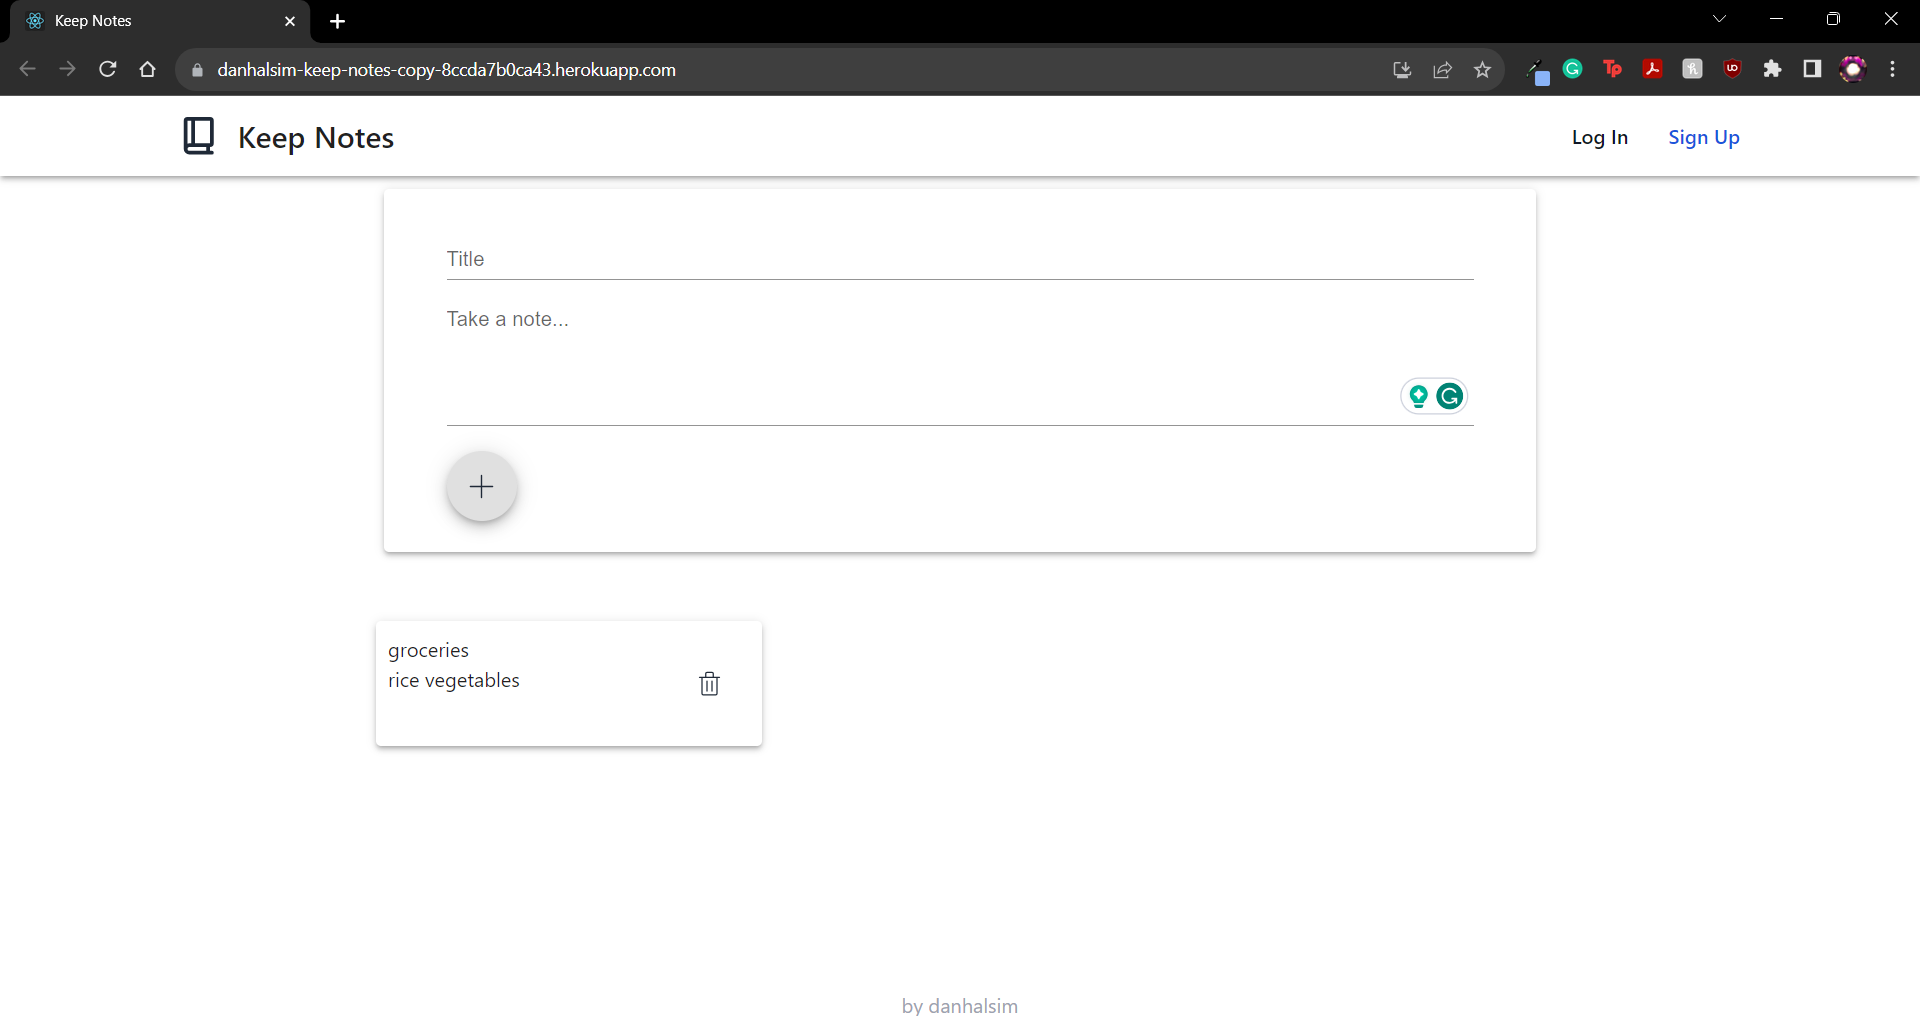 Keep Notes
danhalsim-keep-notes-copy-8ccda7b0ca43.herokuapp.com
Keep Notes
Log In
Sign Up
Title
Take a note...
groceries
rice vegetables
by danhalsim